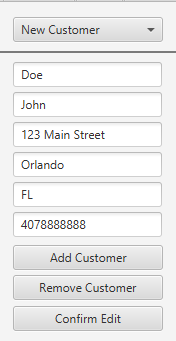 New Customer
Doe
John
123 Main Street
Orlando
FL
4078888888
Add Customer
Remove Customer
Confirm Edit